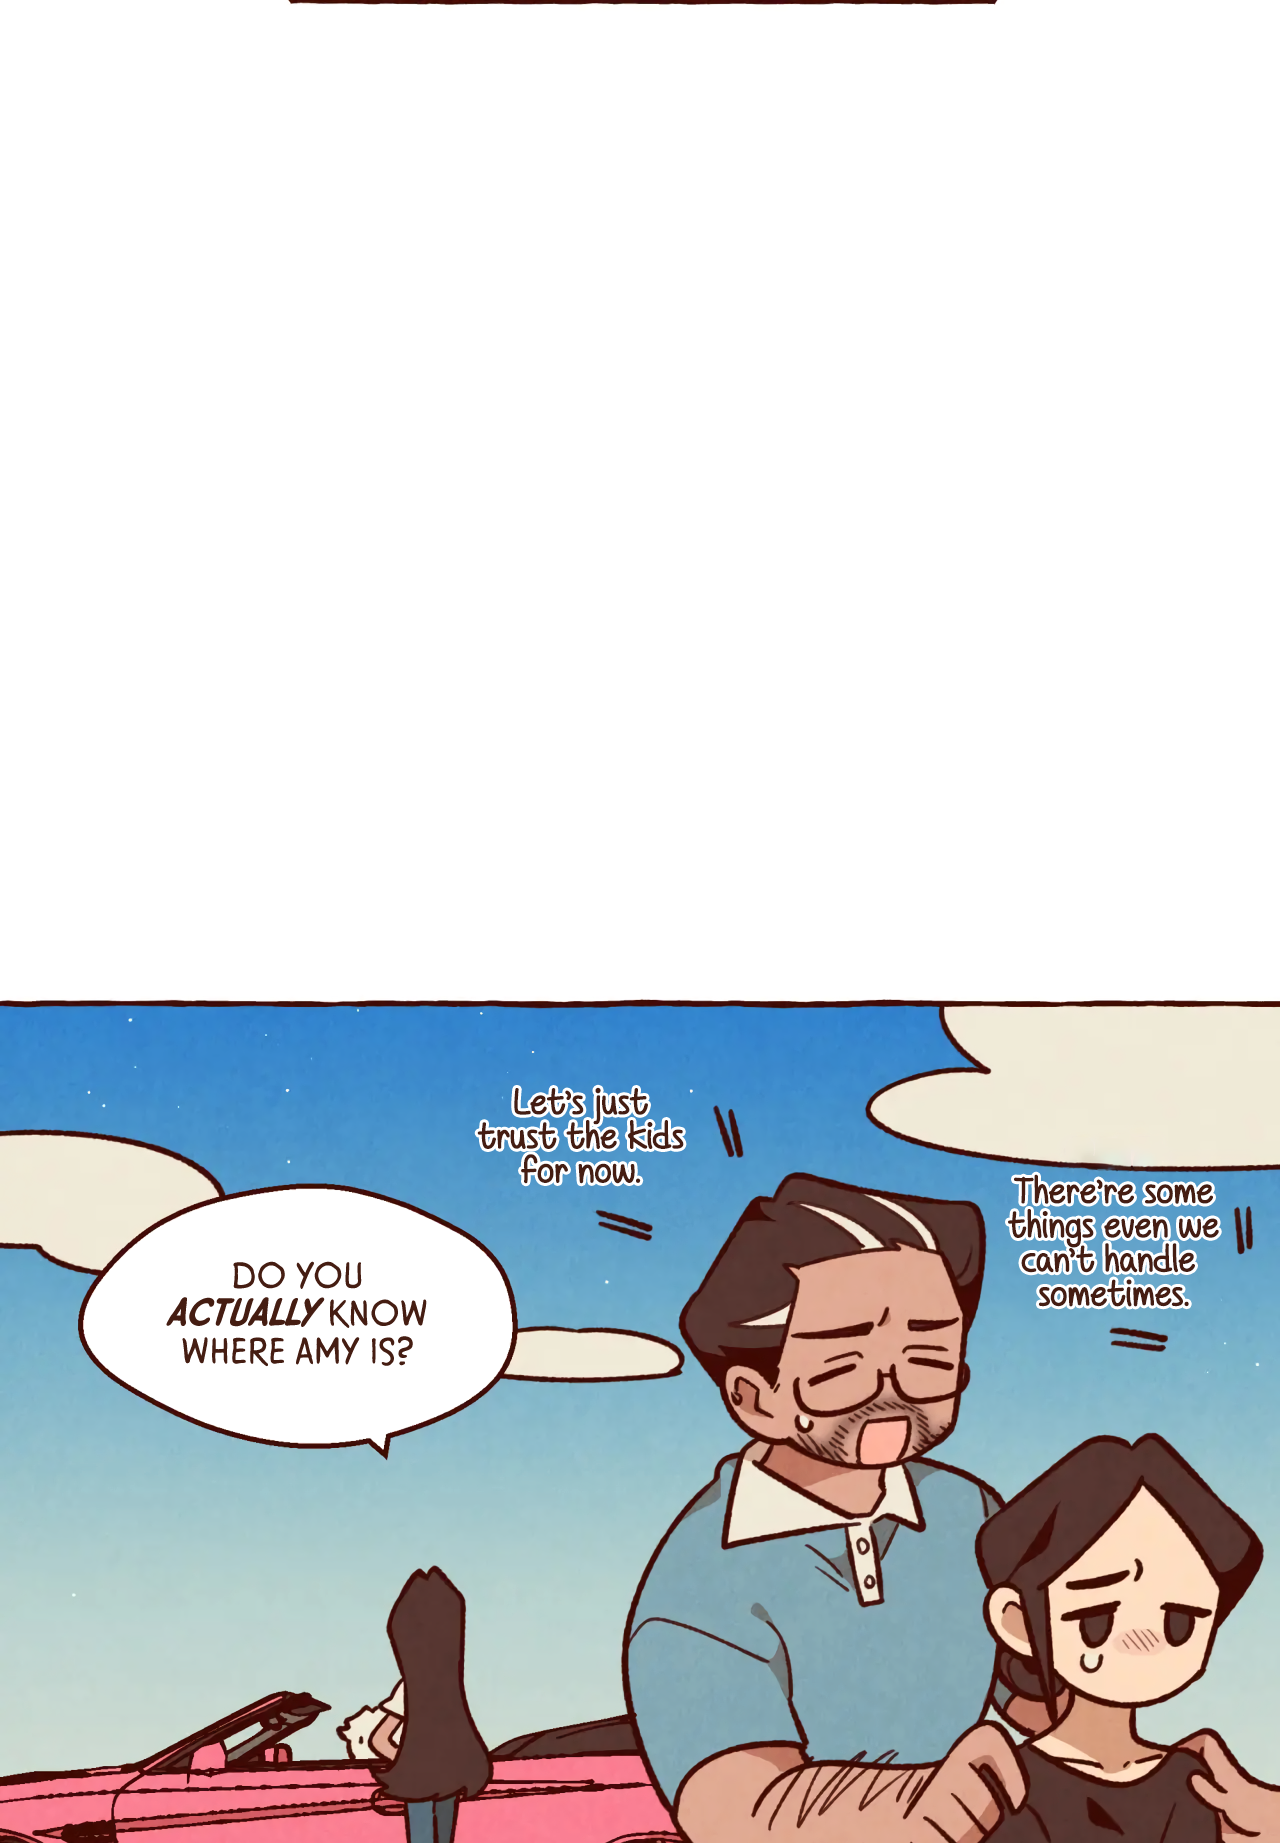 Let's just
trust the kids
for now.
There're some
things even we
can't handle
sometimes.
DO YOU
ACTUALLY KNOW
WHERE AMY IS?